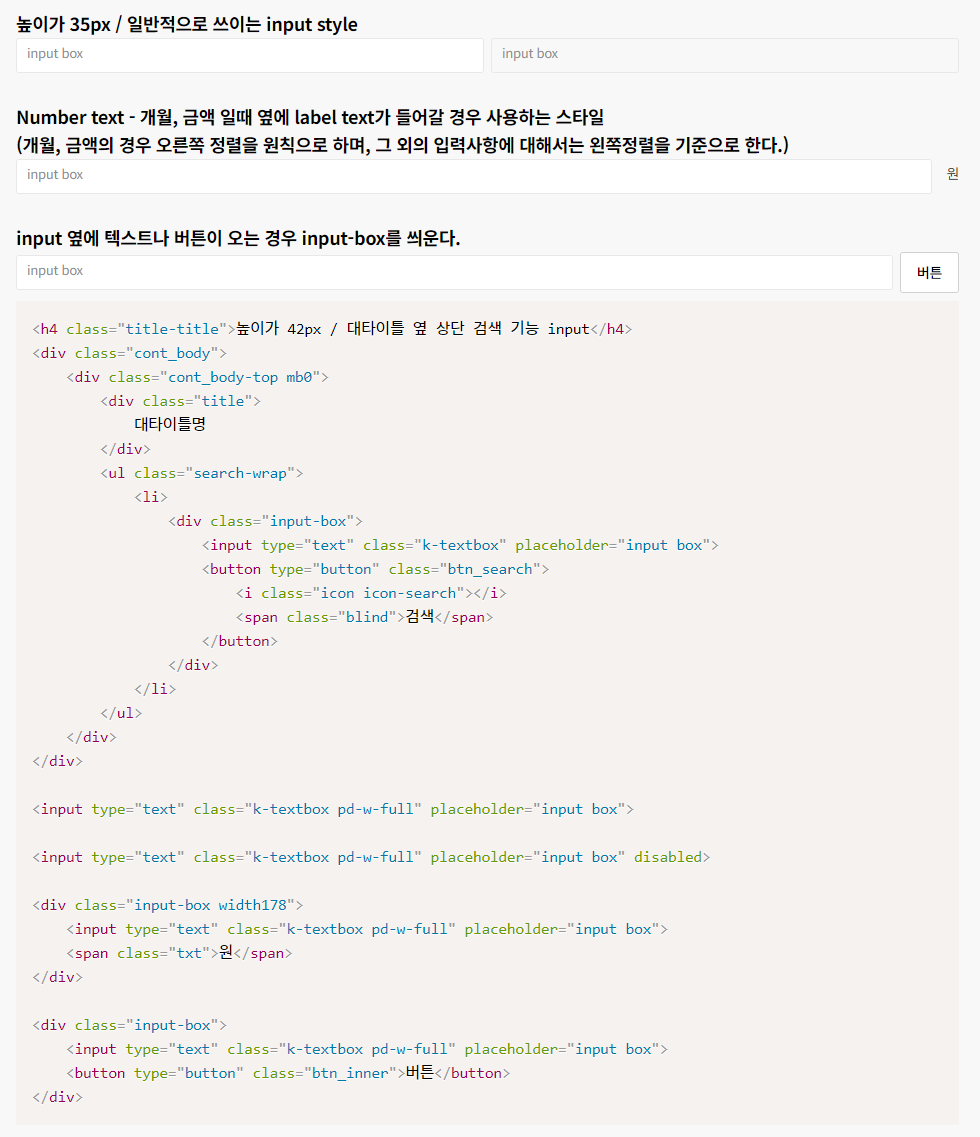 높이가 35px / 일반적으로 쓰이는 input style
input box input box
Number text - 개월, 금액 일때 옆에 label text가 들어갈 경우 사용하는 스타일
(개월, 금액의 경우 오른쪽 정렬을 원칙으로 하며, 그 외의 입력사항에 대해서는 왼쪽정렬을 기준으로 한다.)
input box 원
input 옆에 텍스트나 버튼이 오는 경우 input-box를 씌운다.
input box 버튼
<h4 class="title-title">높이가 42px / 대타이틀 옆 상단 검색 기능 input</h4>
<div class="cont_body">
    <div class="cont_body-top mb0">
        <div class="title">
            대타이틀명
        </div>
        <ul class="search-wrap">
            <li>
                <div class="input-box">
                    <input type="text" class="k-textbox" placeholder="input box">
                    <button type="button" class="btn_search">
                        <i class="icon icon-search"></i>
                        <span class="blind">검색</span>
                    </button>
                </div>
            </li>
        </ul>
    </div>
</div>
<input type="text" class="k-textbox pd-w-full" placeholder="input box">
<input type="text" class="k-textbox pd-w-full" placeholder="input box" disabled>
<div class="input-box width178">
    <input type="text" class="k-textbox pd-w-full" placeholder="input box">
    <span class="txt">원</span>
</div>
<div class="input-box">
    <input type="text" class="k-textbox pd-w-full" placeholder="input box">
    <button type="button" class="btn_inner">버튼</button>
</div>